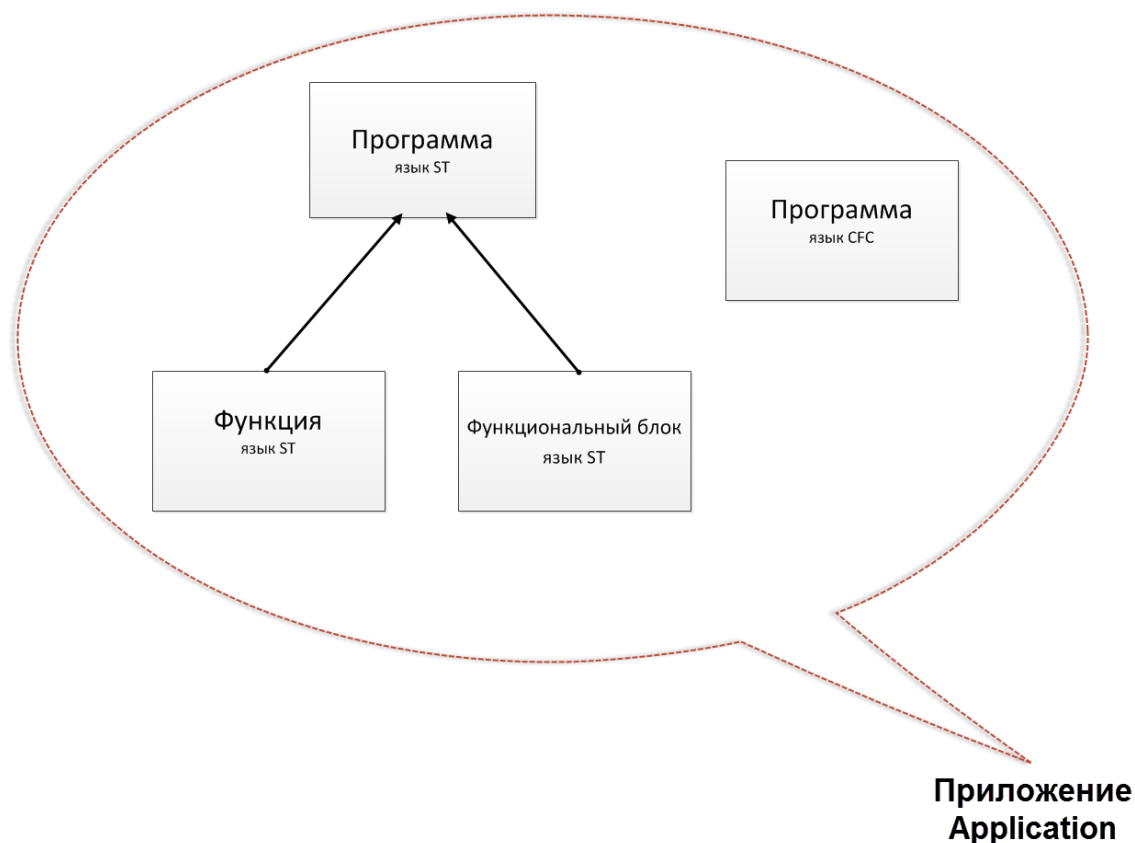 Программа
язык ST
Программа
язык CFC
Функция
язык ST
Функциональный блок
язык ST
Приложение
Application